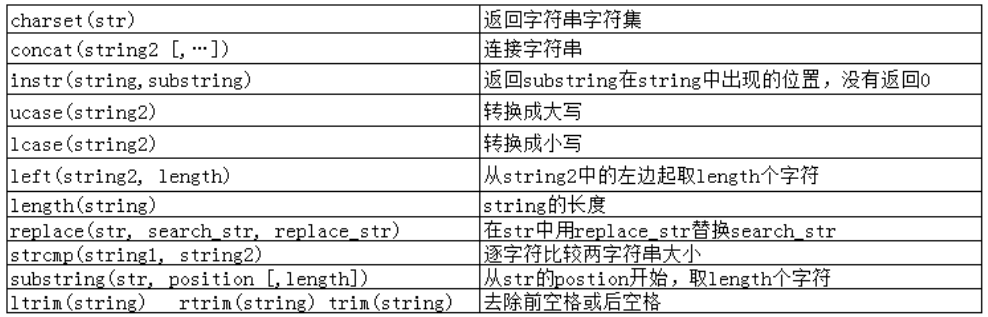 charset(str) 返回字符串字符集
concat(string2 [,…]) 连接字符串
instr(string,substring) 返回substring在string中出现的位置，没有返回0
ucase(string2) 转换成大写
lcase(string2) 转换成小写
left(string2, length) 从string2中的左边起取length个字符
length(string) string的长度
replace(str, search_str, replace_str) 在str中用replace_str替换search_str
strcmp(string1, string2) 逐字符比较两字符串大小
substring(str, position [,length]) 从str的postion开始，取length个字符
ltrim(string) rtrim(string) trim(string) 去除前空格或后空格